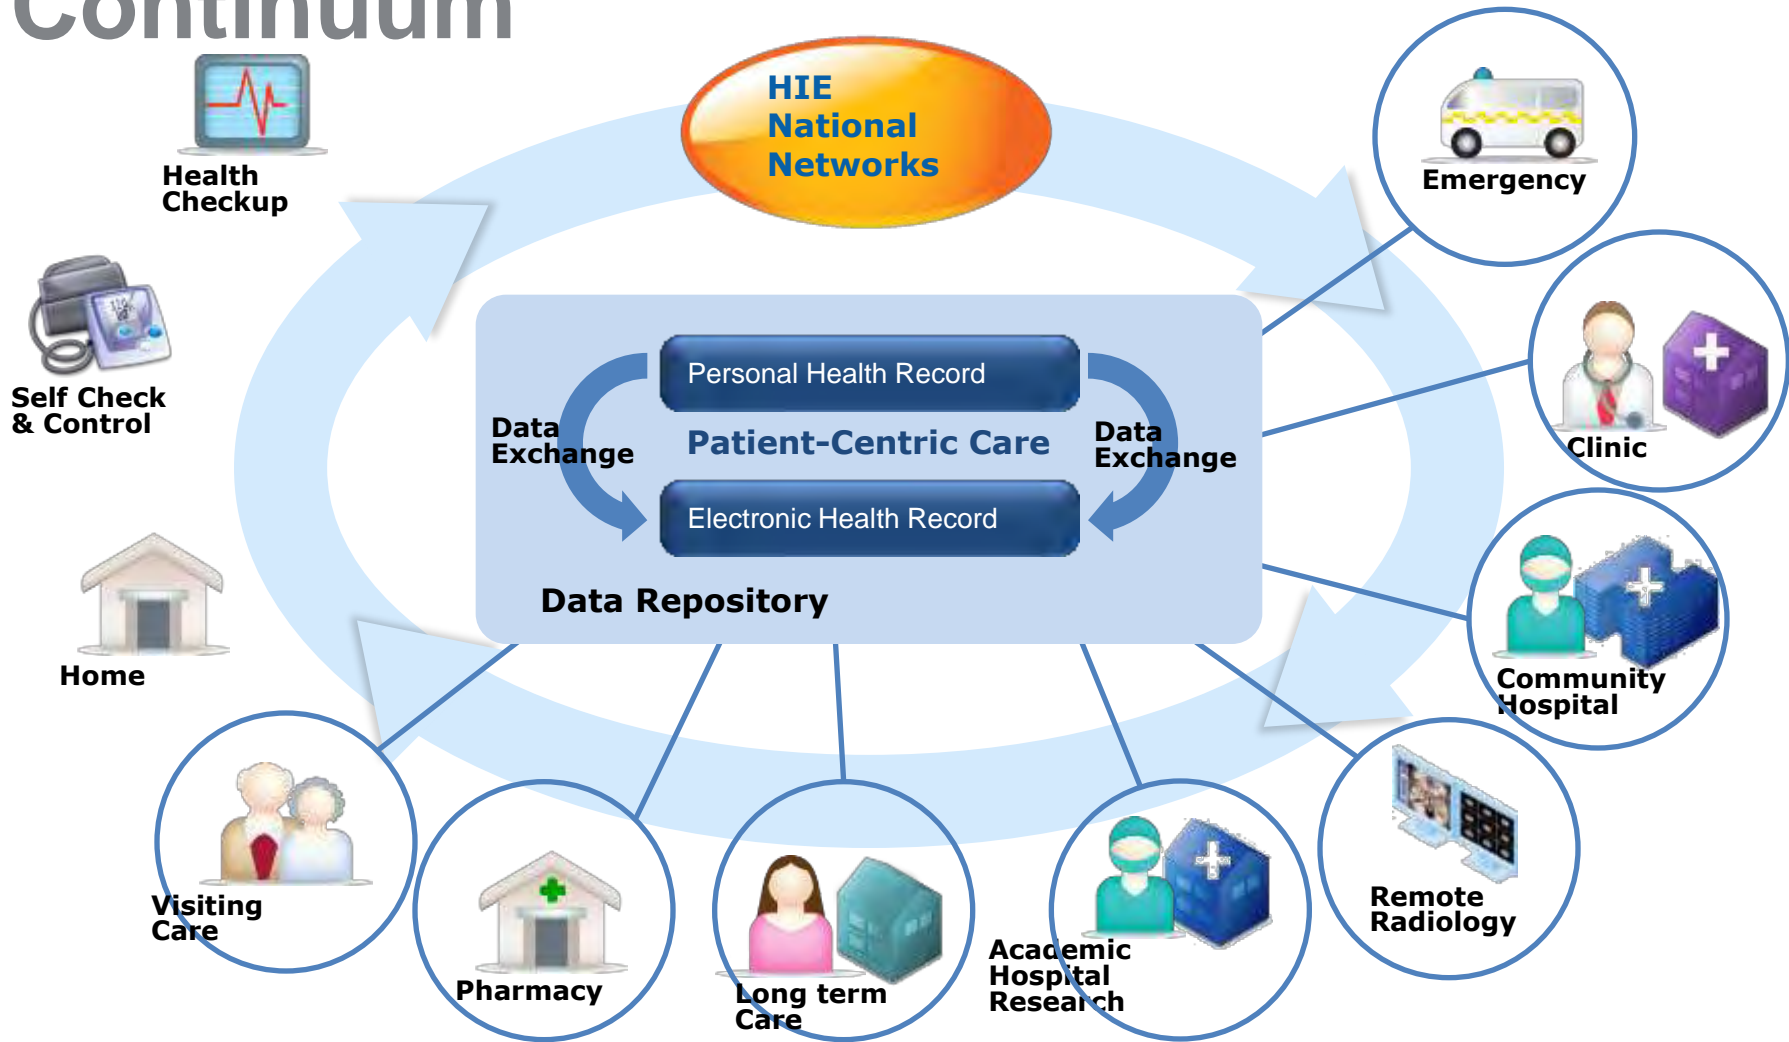 Continuum
HIE
National
Networks
Health
Checkup
Emergency
Self Check
& Control
Personal Health Record
Data
Exchange
Patient-Centric Care
Data
Exchange
Clinic
Electronic Health Record
Data Repository
Home
Community
Hospital
Visiting
Care
Pharmacy
Long term
Care
Academic
Hospital
Research
Remote
Radiology